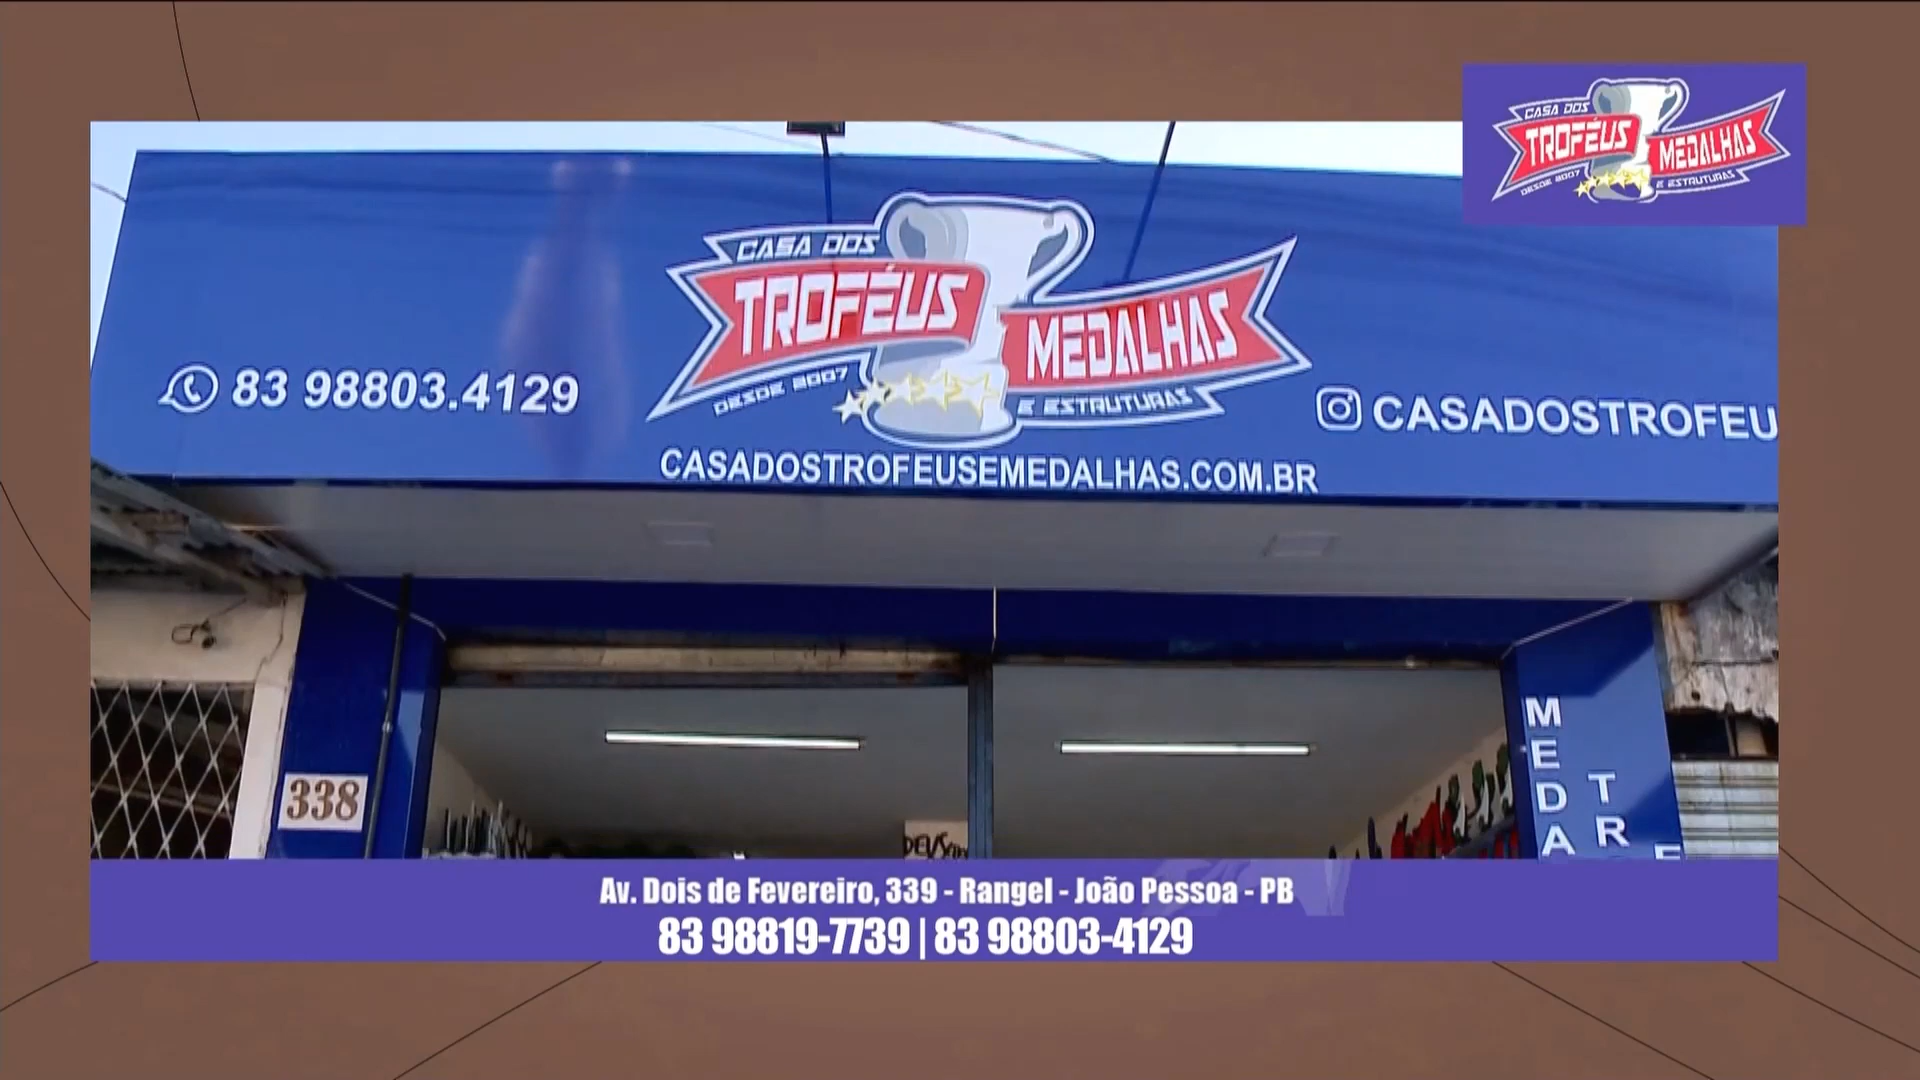 CASA DOS
TROFÉUS
MEDALHAS
DESDE 2007
E ESTRUTURAS
CASA DOS
TROFÉUS
MEDALHAS
DESDE 2007
E ESTRUTURAS
83 98803.4129
CASADOSTROFEU
CASADOSTROFEUSEMEDALHAS.COM.BR
338
MEDA
TR
DEUS
Av. Dois de Fevereiro, 339 - Rangel - João Pessoa - PB
83 98819-7739 | 83 98803-4129